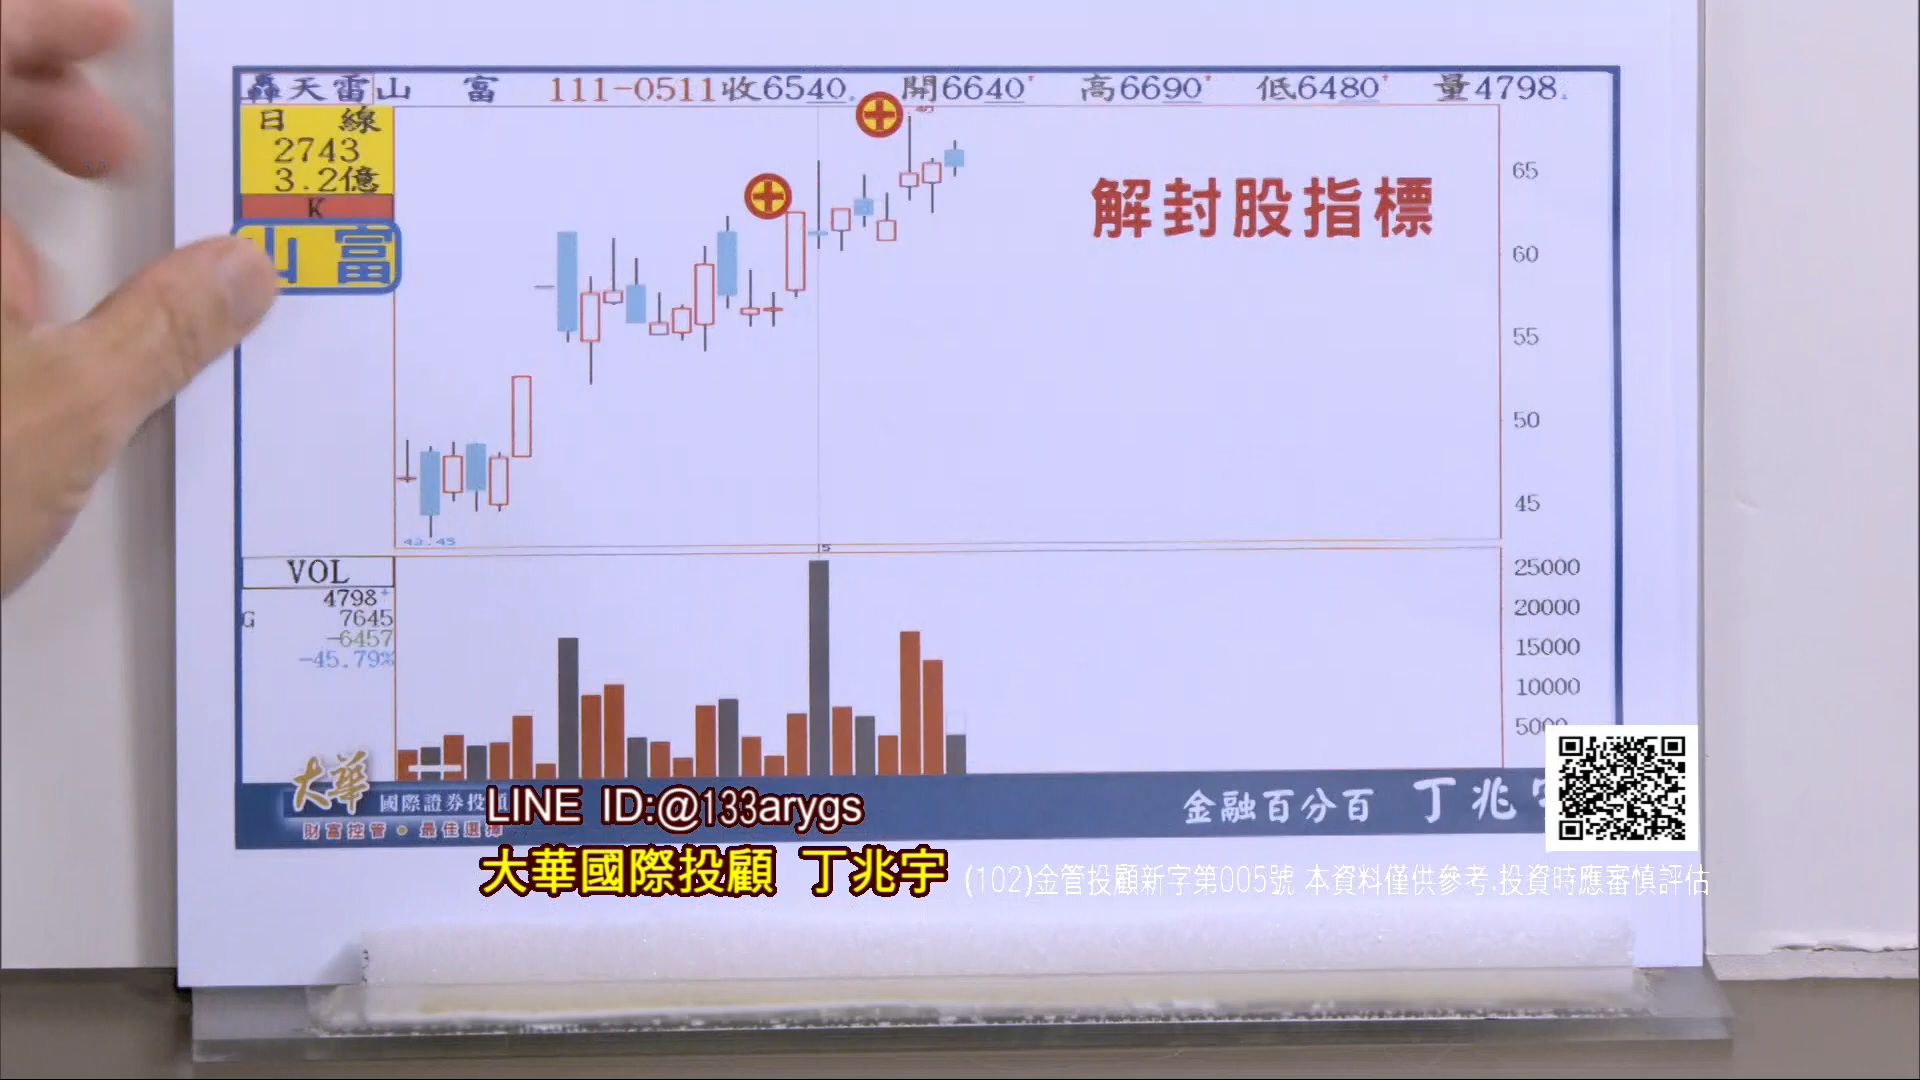 轟天雷山 富 111-0511收6540 開6640 高6690 低6480 量4798
日 線
2743
3.2億
K
山 富
解封股指標
65
60
55
50
45
42.45
5
VOL
4798
G 7645
-6457
-45.79%
25000
20000
15000
10000
大華
國際證券投顧
財富控管 • 最佳選擇
金融百分百 丁兆
LINE ID:@133arygs
大華國際投顧 丁兆宇
(102)金管投顧新字第005號 本資料僅供參考.投資時應審慎評估